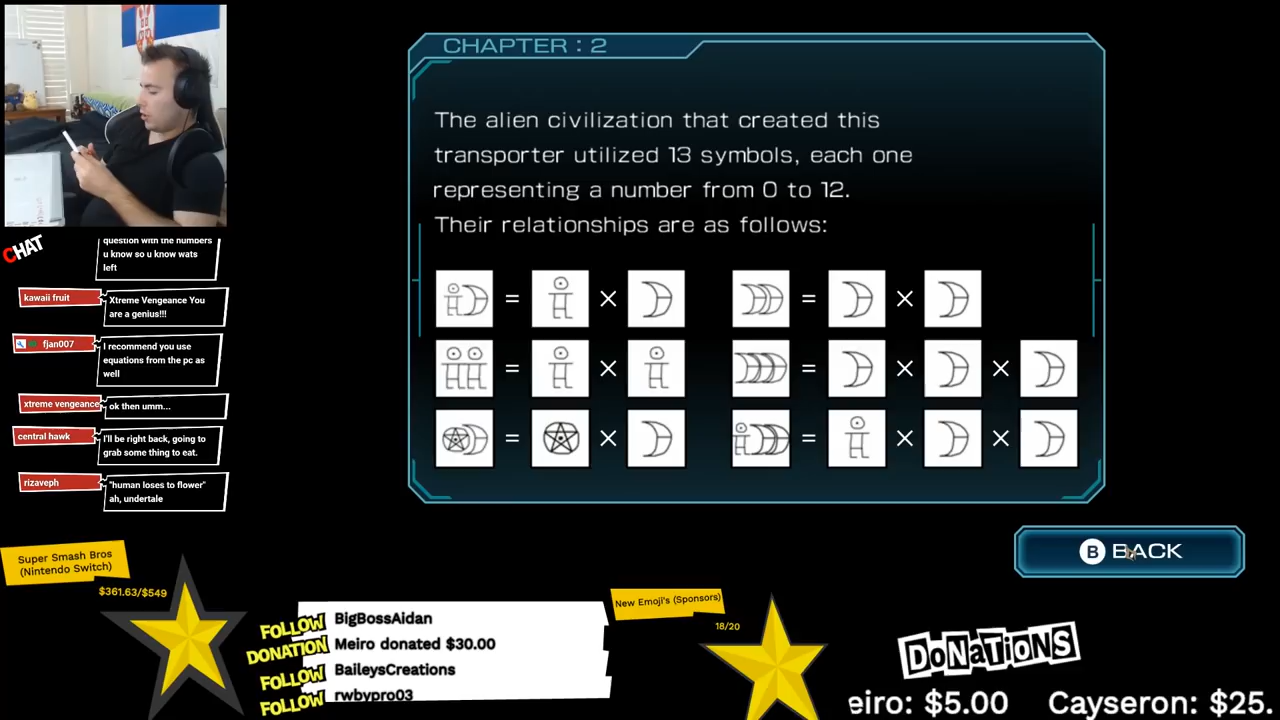 CHAPTER : 2
The alien civilization that created this
transporter utilized 13 symbols, each one
representing a number from 0 to 12.
Their relationships are as follows:
= × = ×
= × = × ×
= × = × ×
B BACK
CHAT
question with the numbers
u know so u know wats
left
kawaii fruit
Xtreme Vengeance You
are a genius!!!
fjan007
I recommend you use
equations from the pc as
well
xtreme vengeance
ok then umm...
central hawk
I'll be right back, going to
grab some thing to eat.
rizaveph
"human loses to flower"
ah, undertale
Super Smash Bros
(Nintendo Switch)
$361.63/$549
FOLLOW BigBossAidan
DONATION Meiro donated $30.00
FOLLOW BaileysCreations
FOLLOW rwbypro03
New Emoji's (Sponsors)
18/20
DONATIONS
eiro: $5.00 Cayseron: $25.